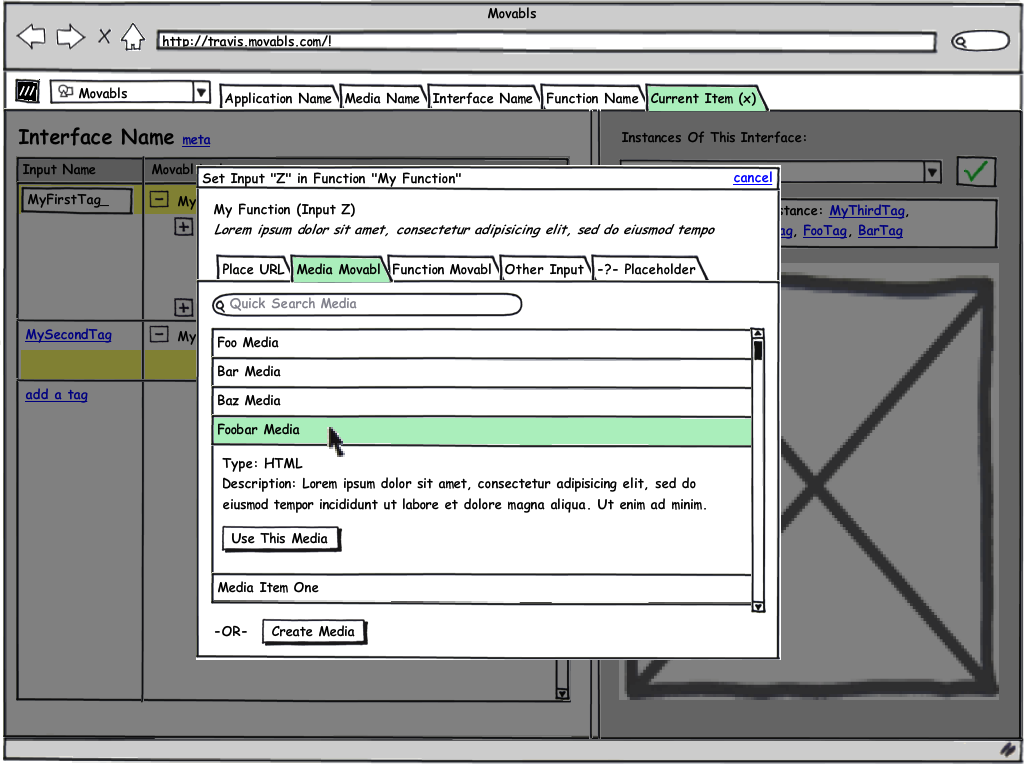 Movabls
http://travis.movabls.com/!
Movabls
Application Name
Media Name
Interface Name
Function Name
Current Item (x)
Interface Name meta
Instances Of This Interface:
Input Name
Movabl
MyFirstTag_
My
stance: MyThirdTag,
ag, FooTag, BarTag
MySecondTag
My
add a tag
Set Input "Z" in Function "My Function"
cancel
My Function (Input Z)
Lorem ipsum dolor sit amet, consectetur adipisicing elit, sed do eiusmod tempo
Place URL
Media Movabl
Function Movabl
Other Input
-?- Placeholder
Quick Search Media
Foo Media
Bar Media
Baz Media
Foobar Media
Type: HTML
Description: Lorem ipsum dolor sit amet, consectetur adipisicing elit, sed do
eiusmod tempor incididunt ut labore et dolore magna aliqua. Ut enim ad minim.
Use This Media
Media Item One
-OR-
Create Media